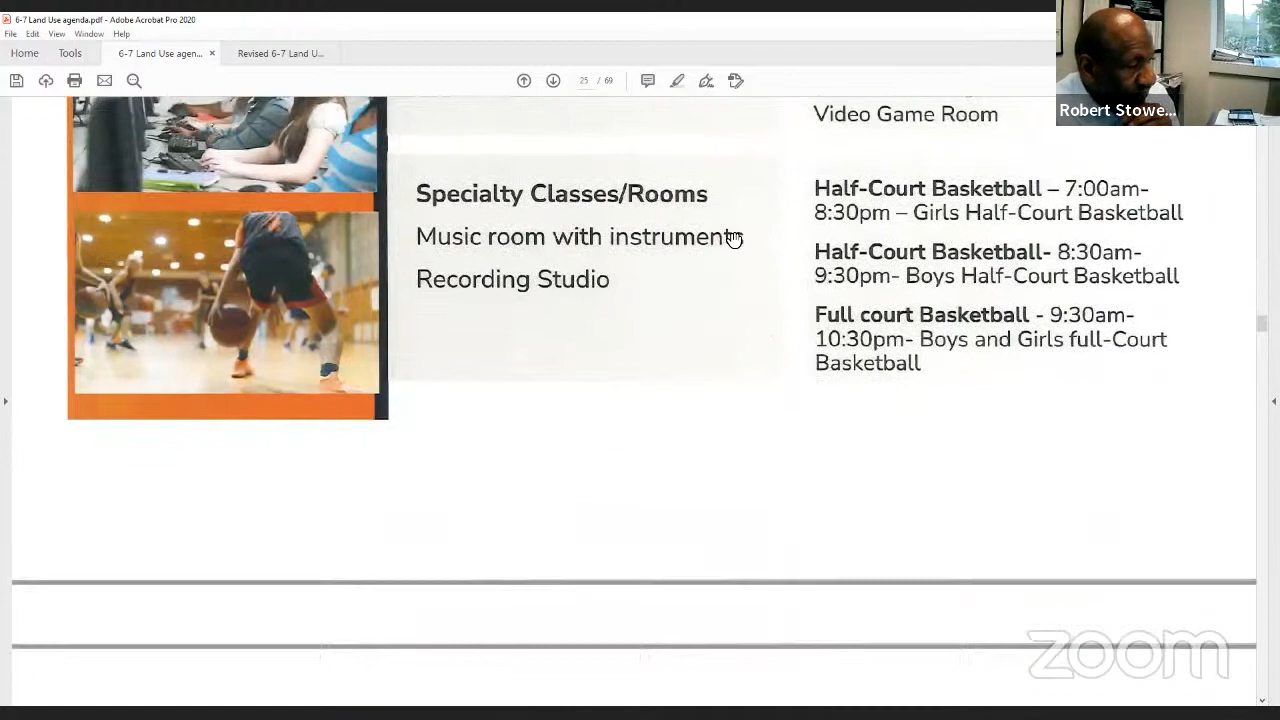 6-7 Land Use agenda.pdf - Adobe Acrobat Pro 2020
File Edit View Window Help
Home Tools 6-7 Land Use agen... × Revised 6-7 Land U...
25 / 69
Robert Stowe...
Video Game Room
Specialty Classes/Rooms
Music room with instruments
Recording Studio
Half-Court Basketball – 7:00am-
8:30pm – Girls Half-Court Basketball
Half-Court Basketball- 8:30am-
9:30pm- Boys Half-Court Basketball
Full court Basketball - 9:30am-
10:30pm- Boys and Girls full-Court
Basketball
zoom